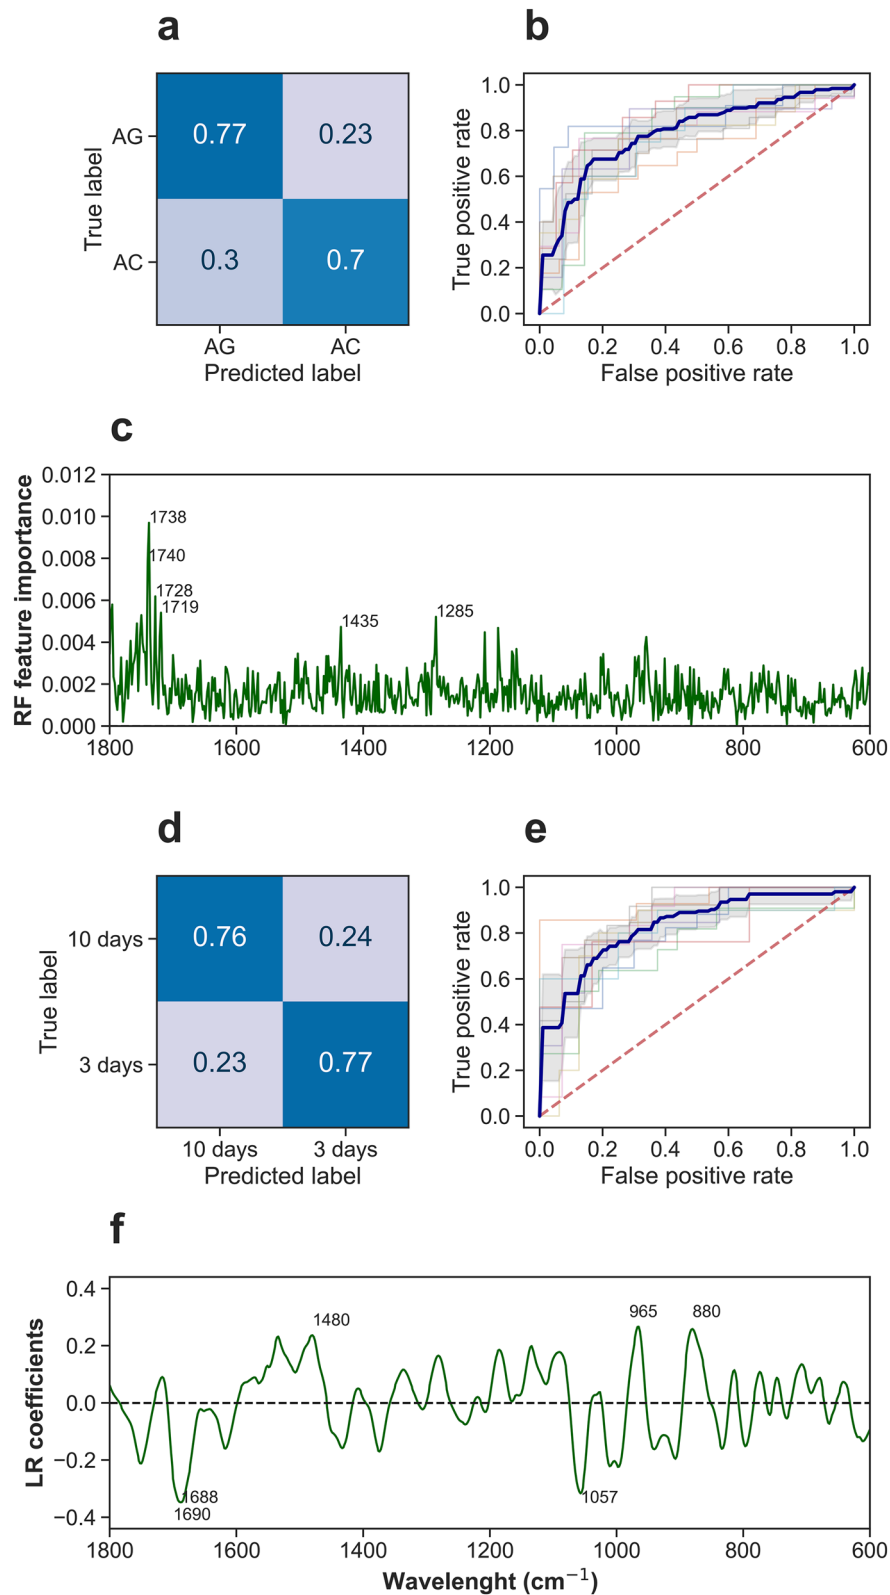 a
b
True label
AG
0.77
0.23
AC
0.3
0.7
AG
AC
Predicted label
True positive rate
1.0
0.8
0.6
0.4
0.2
0.0
0.0
0.2
0.4
0.6
0.8
1.0
False positive rate
c
RF feature importance
0.012
0.010
0.008
0.006
0.004
0.002
0.000
1738
1740
1728
1719
1435
1285
1800
1600
1400
1200
1000
800
600
d
e
True label
10 days
0.76
0.24
3 days
0.23
0.77
10 days
3 days
Predicted label
True positive rate
1.0
0.8
0.6
0.4
0.2
0.0
0.0
0.2
0.4
0.6
0.8
1.0
False positive rate
f
LR coefficients
0.4
0.2
0.0
−0.2
−0.4
1480
965
880
1688
1690
1057
1800
1600
1400
1200
1000
800
600
Wavelenght (cm⁻¹)